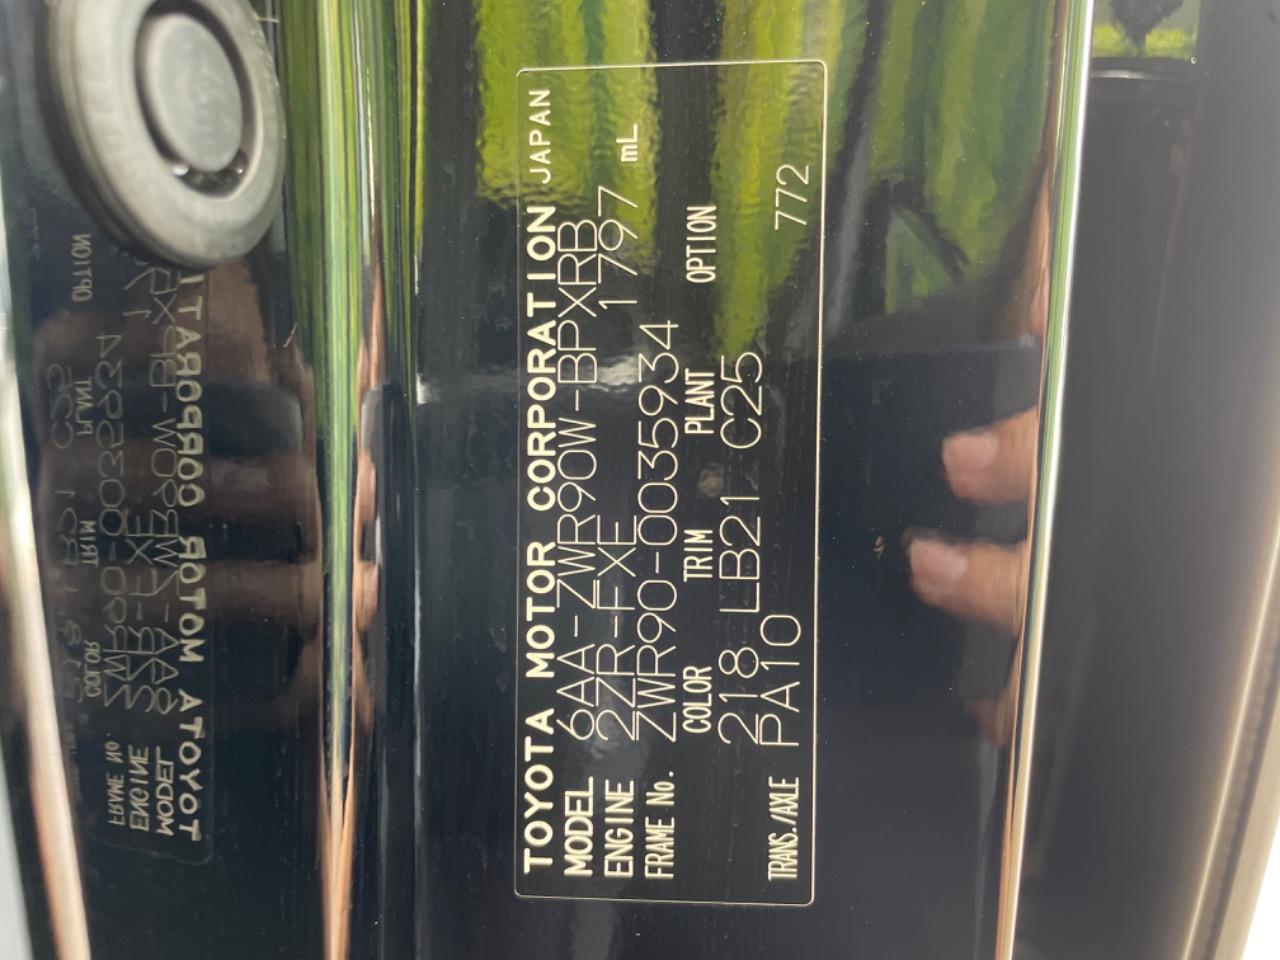 TOYOTA MOTOR CORPORATION JAPAN
MODEL 6AA-ZWR90W-BPXRB
ENGINE 2ZR-FXE 1797 mL
FRAME No. ZWR90-0035934
COLOR TRIM PLANT OPTION
218 LB21 C25
TRANS./AXLE PA10 772